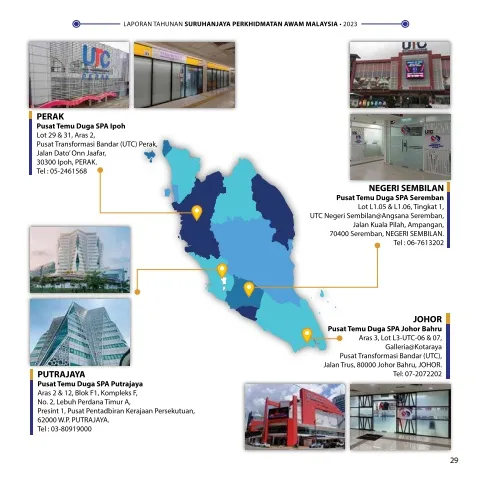 LAPORAN TAHUNAN SURUHANJAYA PERKHIDMATAN AWAM MALAYSIA • 2023
UTC
PERAK
UTC
PERAK
Pusat Temu Duga SPA Ipoh
Lot 29 & 31, Aras 2,
Pusat Transformasi Bandar (UTC) Perak,
Jalan Dato' Onn Jaafar,
30300 Ipoh, PERAK.
Tel : 05-2461568
NEGERI SEMBILAN
Pusat Temu Duga SPA Seremban
Lot L1.05 & L1.06, Tingkat 1,
UTC Negeri Sembilan@Angsana Seremban,
Jalan Kuala Pilah, Ampangan,
70400 Seremban, NEGERI SEMBILAN.
Tel : 06-7613202
JOHOR
Pusat Temu Duga SPA Johor Bahru
Aras 3, Lot L3-UTC-06 & 07,
Galleria@Kotaraya
Pusat Transformasi Bandar (UTC),
Jalan Trus, 80000 Johor Bahru, JOHOR.
Tel: 07-2072202
PUTRAJAYA
Pusat Temu Duga SPA Putrajaya
Aras 2 & 12, Blok F1, Kompleks F,
No. 2, Lebuh Perdana Timur A,
Presint 1, Pusat Pentadbiran Kerajaan Persekutuan,
62000 W.P. PUTRAJAYA.
Tel : 03-80919000
29